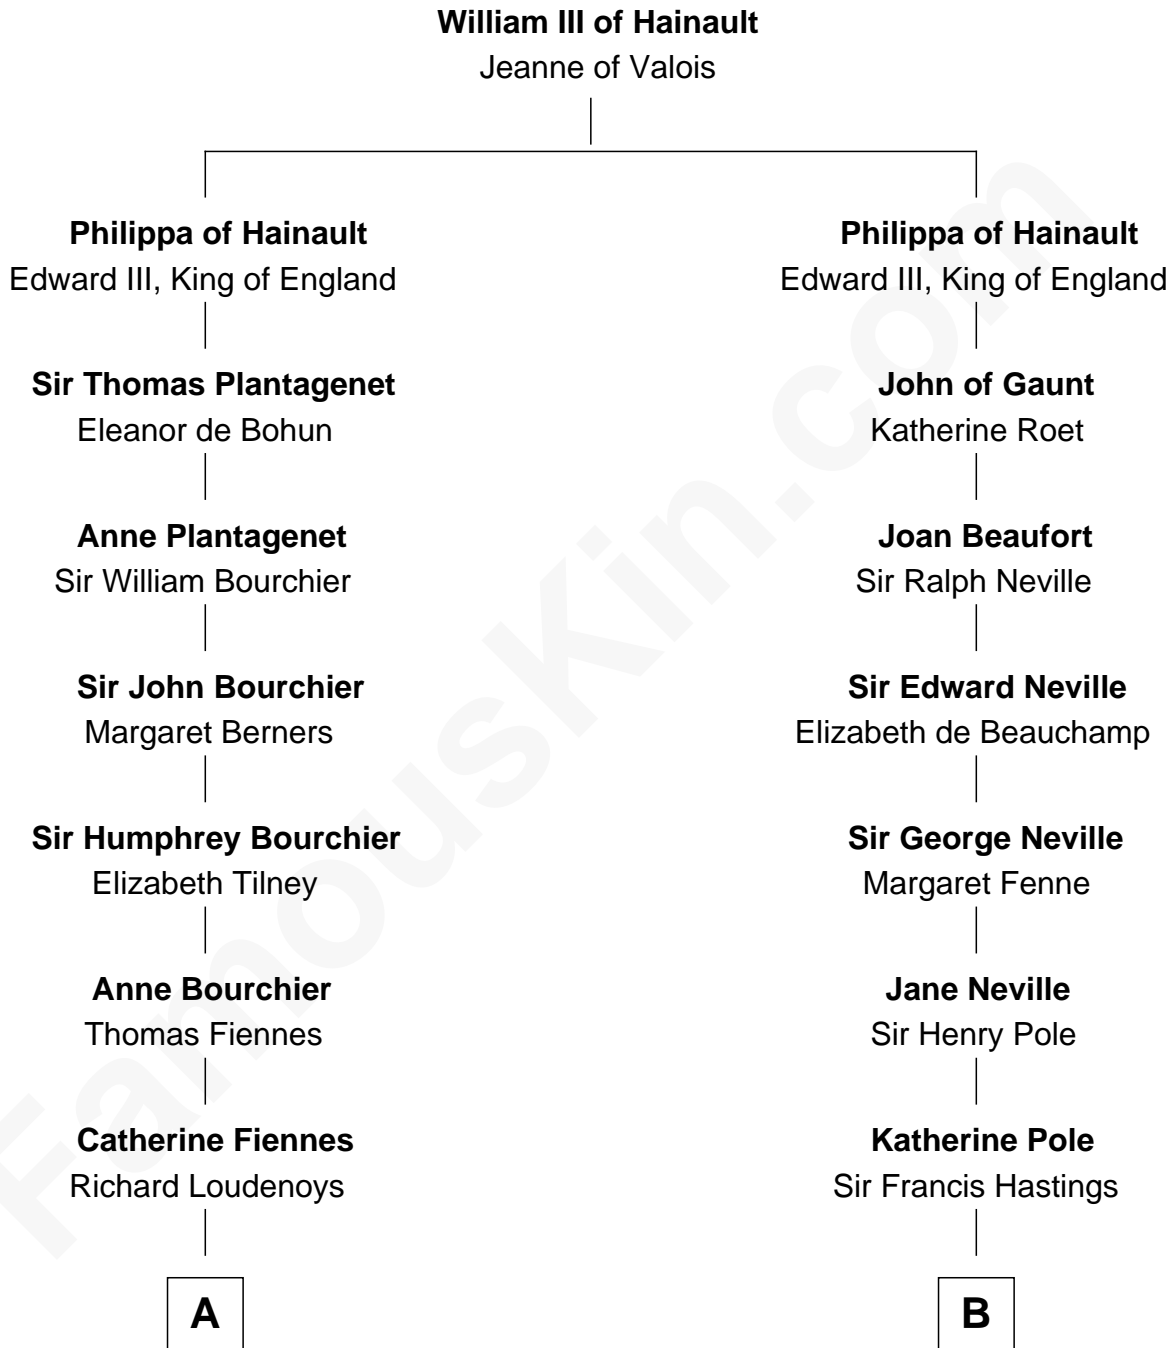 William III of Hainault
Jeanne of Valois
Philippa of Hainault
Edward III, King of England
Philippa of Hainault
Edward III, King of England
Sir Thomas Plantagenet
Eleanor de Bohun
John of Gaunt
Katherine Roet
Anne Plantagenet
Sir William Bourchier
Joan Beaufort
Sir Ralph Neville
Sir John Bourchier
Margaret Berners
Sir Edward Neville
Elizabeth de Beauchamp
Sir Humphrey Bourchier
Elizabeth Tilney
Sir George Neville
Margaret Fenne
Anne Bourchier
Thomas Fiennes
Jane Neville
Sir Henry Pole
Catherine Fiennes
Richard Loudenoys
Katherine Pole
Sir Francis Hastings
A
B
FamousKin.com